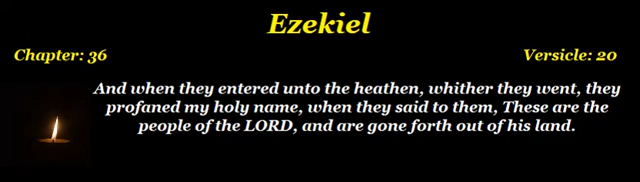 Ezekiel
Chapter: 36
Versicle: 20
And when they entered unto the heathen, whither they went, they
profaned my holy name, when they said to them, These are the
people of the LORD, and are gone forth out of his land.